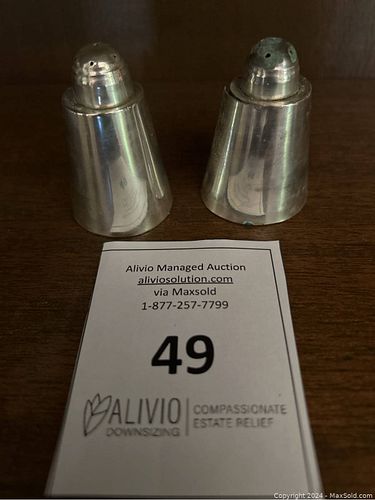 Alivio Managed Auction
aliviosolution.com
via Maxsold
1-877-257-7799
49
ALIVIO
DOWNSIZING
COMPASSIONATE
ESTATE RELIEF
©Copyright 2024 - MaxSold.com